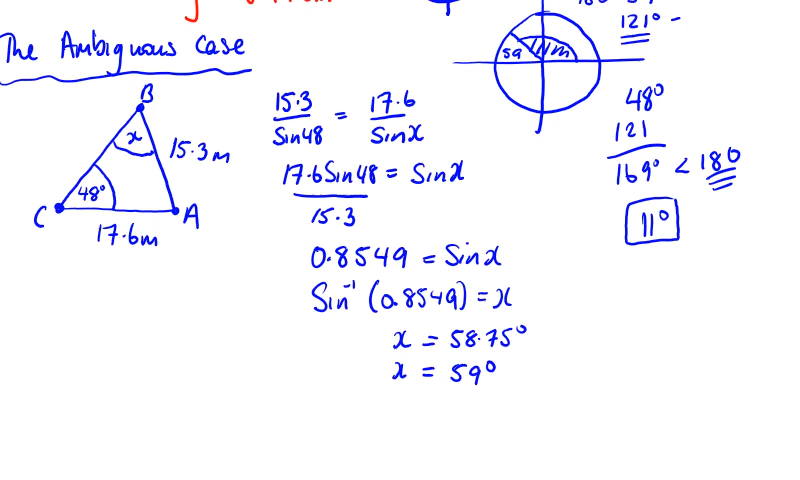 The Ambiguous Case
B
x
15.3m
48°
C
A
17.6m
15.3/Sin48 = 17.6/Sinx
17.6Sin48/15.3 = Sinx
0.8549 = Sinx
Sin⁻¹(0.8549) = x
x = 58.75°
x = 59°
59
121° -
48°
121
169° < 180
11°